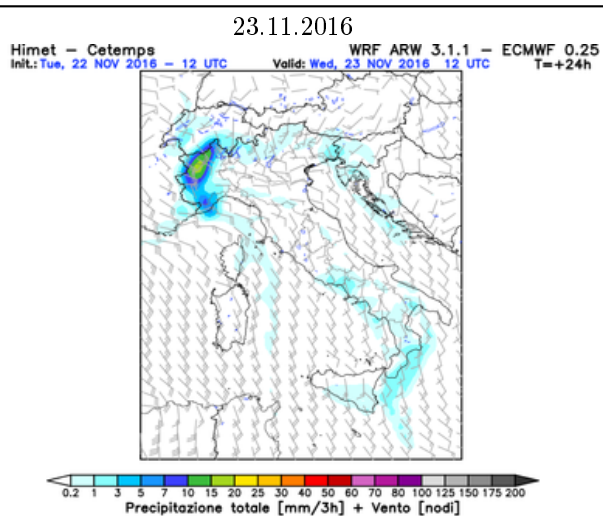 23.11.2016
Himet – Cetemps WRF ARW 3.1.1 – ECMWF 0.25
Init.: Tue, 22 NOV 2016 – 12 UTC Valid: Wed, 23 NOV 2016 12 UTC T=+24h
0.2 1 3 5 7 10 15 20 25 30 40 50 60 70 80 100 125 150 175 200
Precipitazione totale [mm/3h] + Vento [nodi]